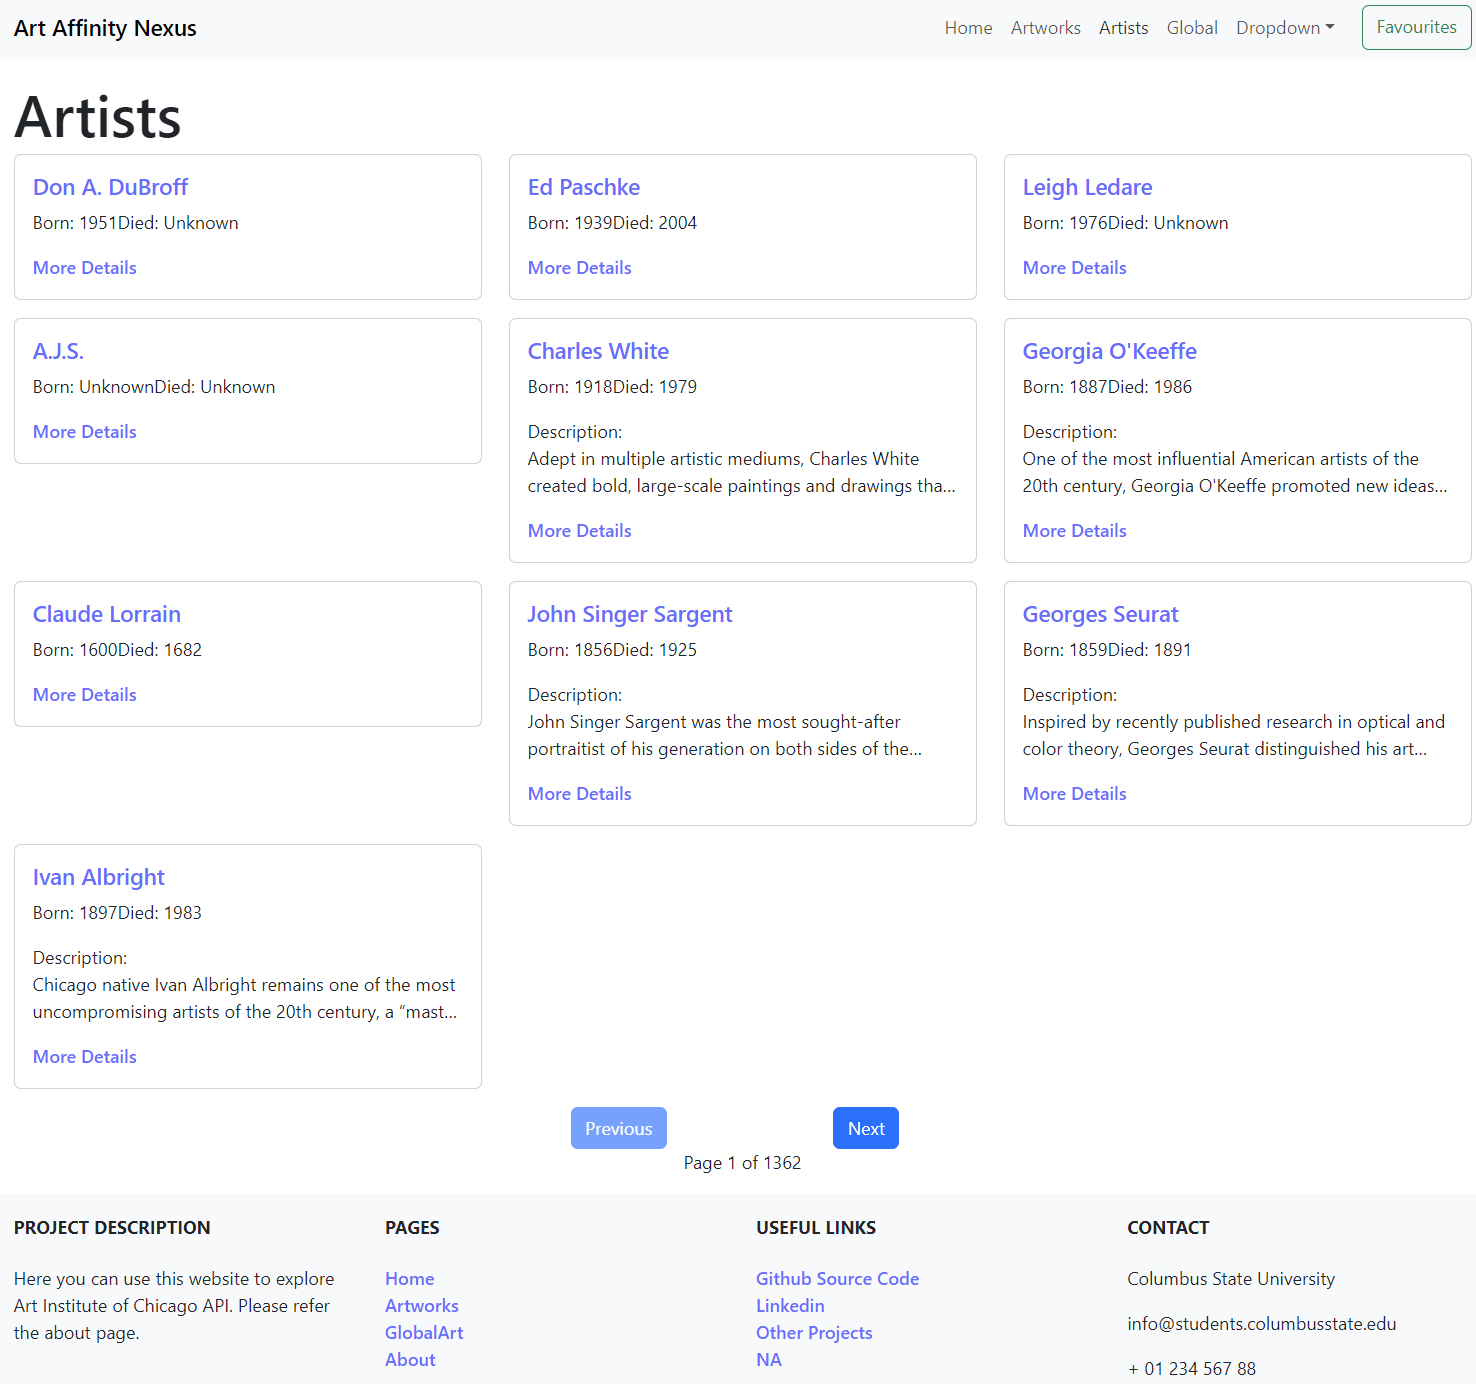 Art Affinity Nexus
Home Artworks Artists Global Dropdown Favourites
Artists
Don A. DuBroff
Born: 1951Died: Unknown
More Details
Ed Paschke
Born: 1939Died: 2004
More Details
Leigh Ledare
Born: 1976Died: Unknown
More Details
A.J.S.
Born: UnknownDied: Unknown
More Details
Charles White
Born: 1918Died: 1979
Description:
Adept in multiple artistic mediums, Charles White
created bold, large-scale paintings and drawings tha...
More Details
Georgia O'Keeffe
Born: 1887Died: 1986
Description:
One of the most influential American artists of the
20th century, Georgia O'Keeffe promoted new ideas...
More Details
Claude Lorrain
Born: 1600Died: 1682
More Details
John Singer Sargent
Born: 1856Died: 1925
Description:
John Singer Sargent was the most sought-after
portraitist of his generation on both sides of the...
More Details
Georges Seurat
Born: 1859Died: 1891
Description:
Inspired by recently published research in optical and
color theory, Georges Seurat distinguished his art...
More Details
Ivan Albright
Born: 1897Died: 1983
Description:
Chicago native Ivan Albright remains one of the most
uncompromising artists of the 20th century, a “mast...
More Details
Previous
Next
Page 1 of 1362
PROJECT DESCRIPTION
Here you can use this website to explore
Art Institute of Chicago API. Please refer
the about page.
PAGES
Home
Artworks
GlobalArt
About
USEFUL LINKS
Github Source Code
Linkedin
Other Projects
NA
CONTACT
Columbus State University
info@students.columbusstate.edu
+ 01 234 567 88